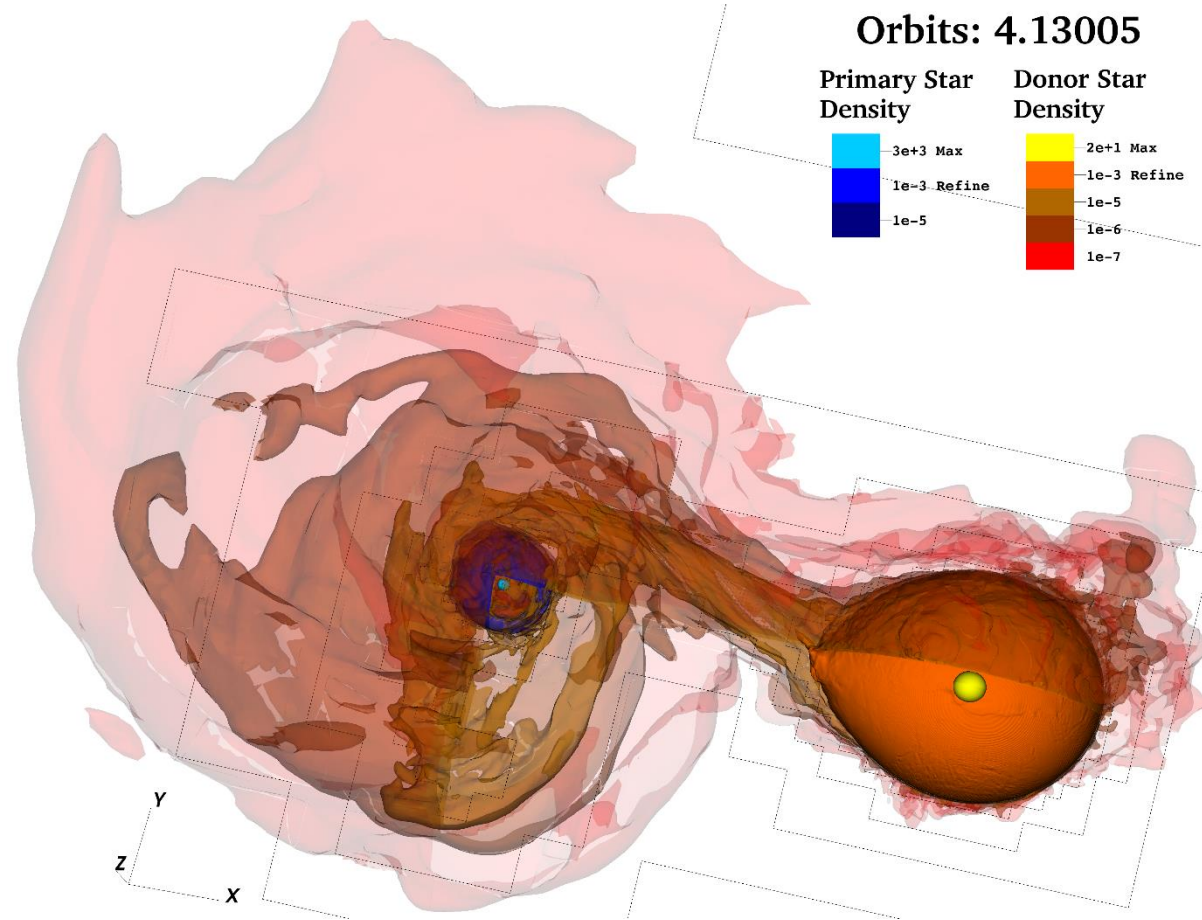 Orbits: 4.13005
Primary Star
Density
3e+3 Max
1e-3 Refine
1e-5
Donor Star
Density
2e+1 Max
1e-3 Refine
1e-5
1e-6
1e-7
Y
Z
X